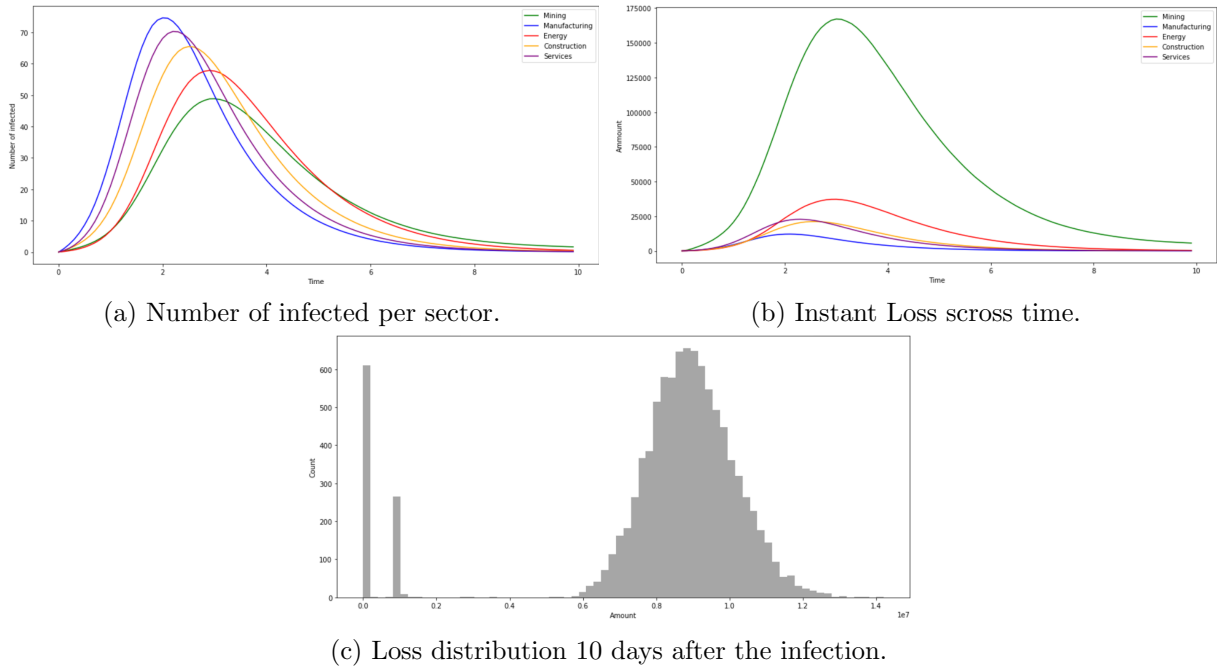 70
60
50
40
30
20
10
0
Number of infected
0 2 4 6 8 10
Time
Mining
Manufacturing
Energy
Construction
Services
(a) Number of infected per sector.
175000
150000
125000
100000
75000
50000
25000
0
Ammount
0 2 4 6 8 10
Time
Mining
Manufacturing
Energy
Construction
Services
(b) Instant Loss scross time.
600
500
400
300
200
100
0
Count
0.0 0.2 0.4 0.6 0.8 1.0 1.2 1.4
1e7
Amount
(c) Loss distribution 10 days after the infection.